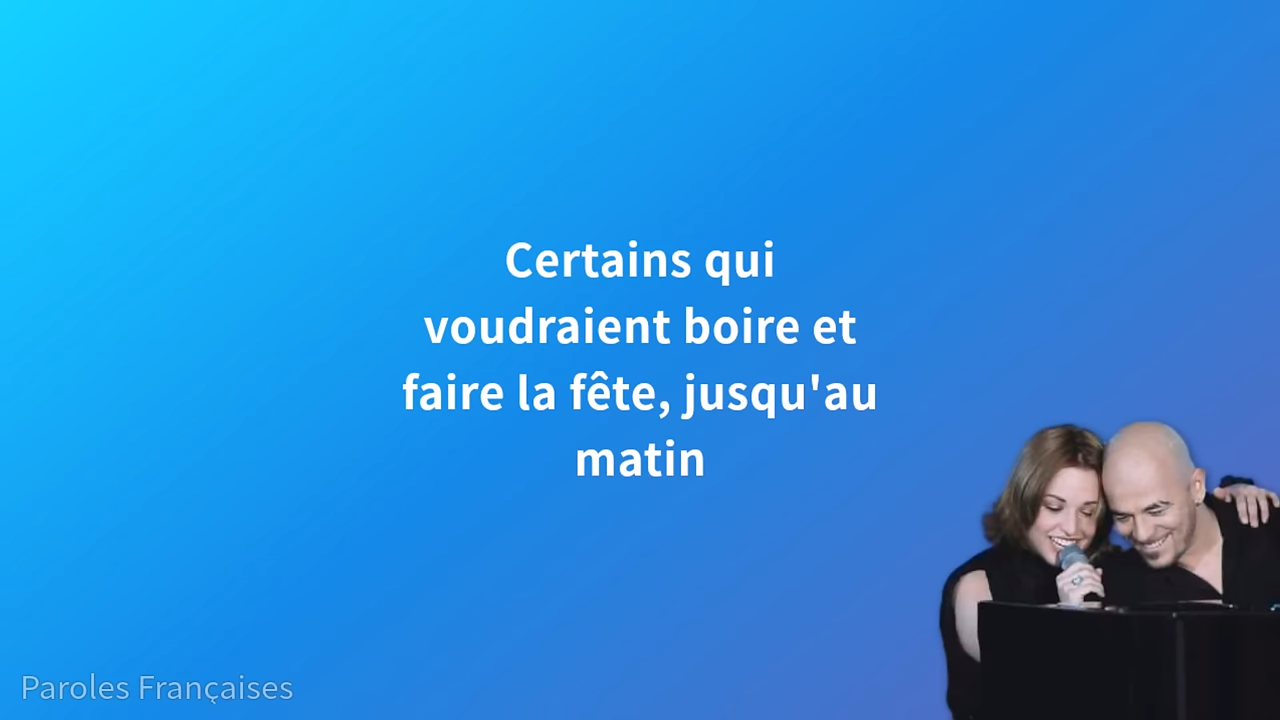 Certains qui
voudraient boire et
faire la fête, jusqu'au
matin
Paroles Françaises